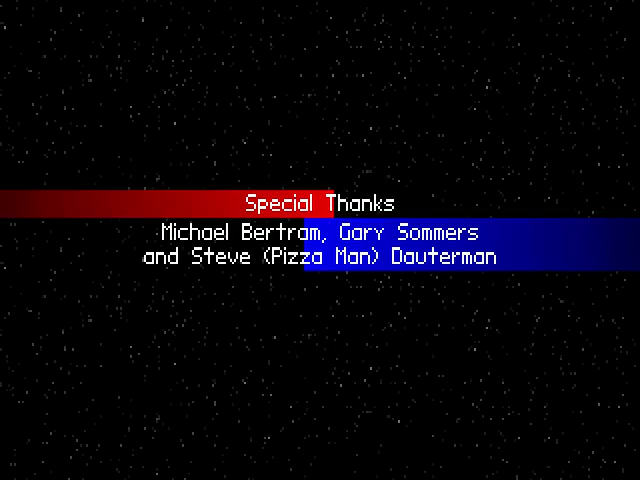 Special Thanks
Michael Bertram, Gary Sommers
and Steve (Pizza Man) Dauterman